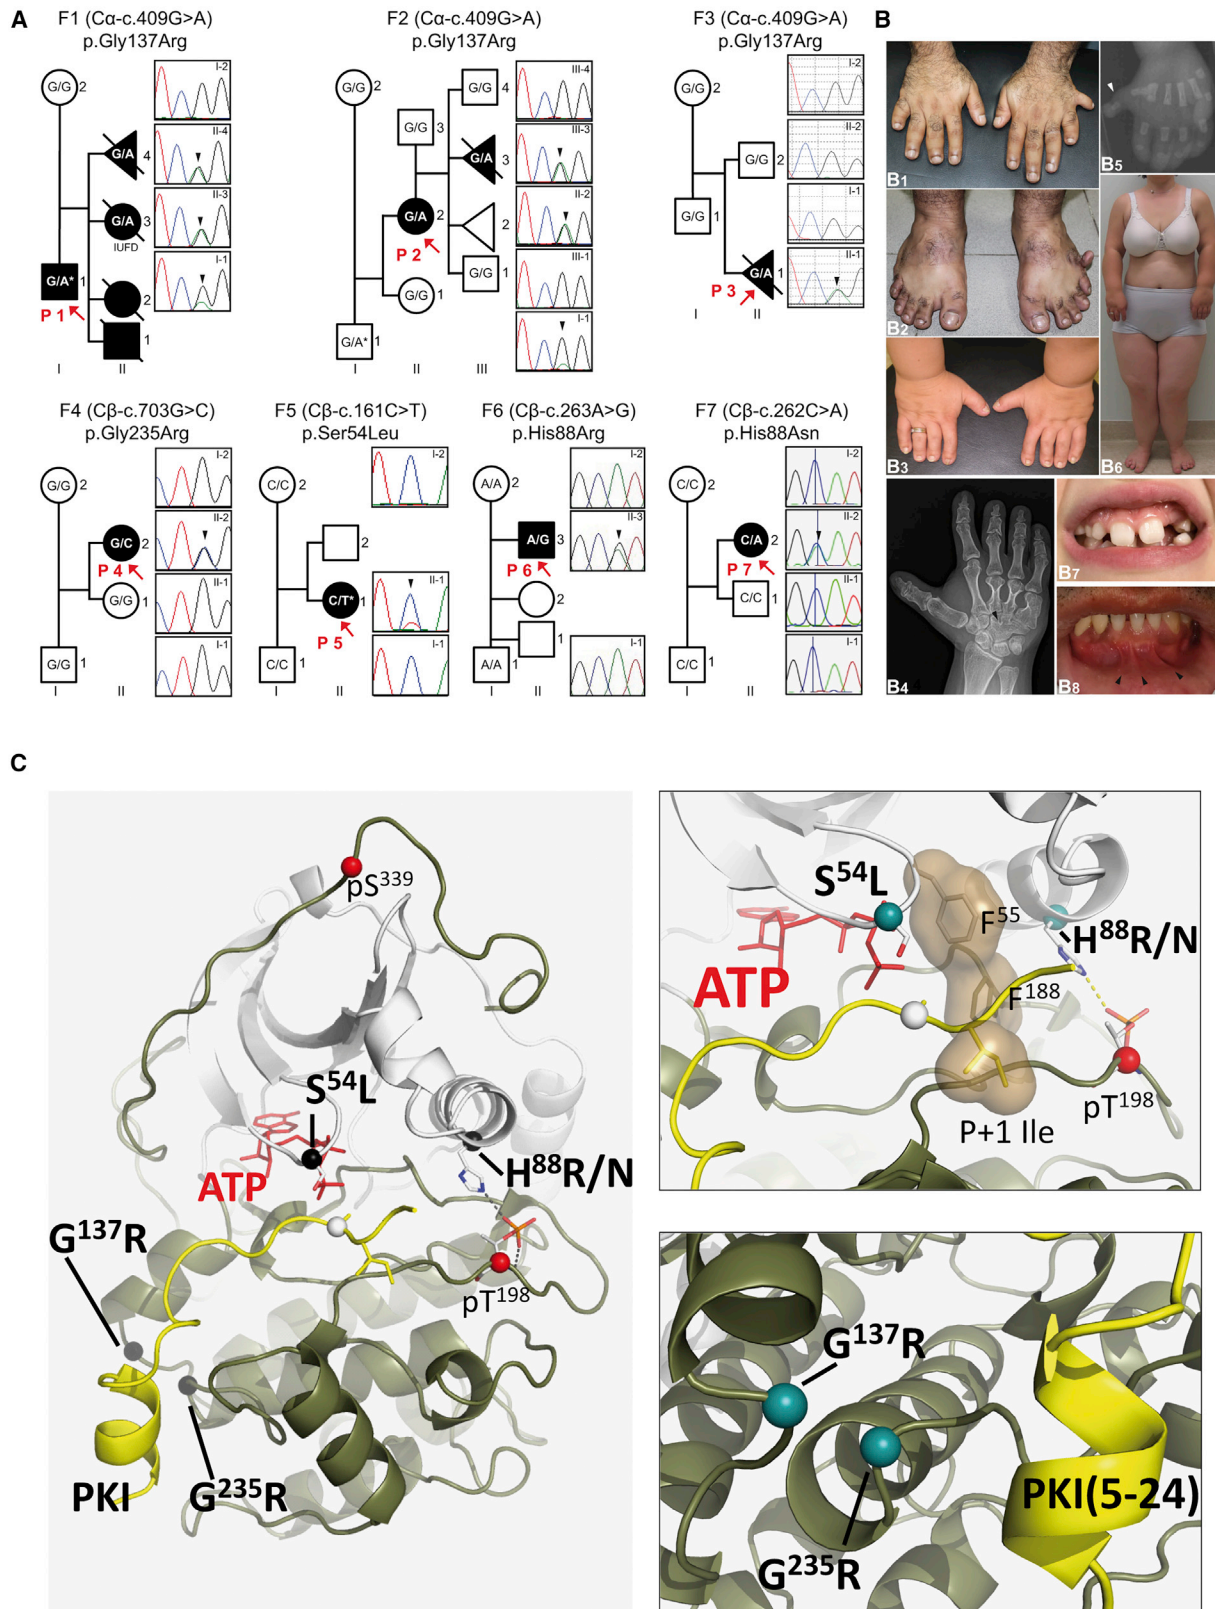 A
F1 (Cα-c.409G>A)
p.Gly137Arg
G/G 2
I-2
G/A 4
II-4
G/A 3
IUFD
II-3
G/A* 1
P 1
I-1
2
1
I II
F2 (Cα-c.409G>A)
p.Gly137Arg
G/G 2
G/G 4
III-4
G/G 3
G/A 3
III-3
G/A 2
P 2
2
II-2
G/G 1
G/G 1
III-1
G/A* 1
I-1
I II III
F3 (Cα-c.409G>A)
p.Gly137Arg
G/G 2
I-2
G/G 2
II-2
G/G 1
I-1
G/A 1
P 3
II-1
I II
F4 (Cβ-c.703G>C)
p.Gly235Arg
G/G 2
I-2
G/C 2
P 4
II-2
G/G 1
II-1
G/G 1
I-1
I II
F5 (Cβ-c.161C>T)
p.Ser54Leu
C/C 2
I-2
2
C/T* 1
P 5
II-1
C/C 1
I-1
I II
F6 (Cβ-c.263A>G)
p.His88Arg
A/A 2
I-2
A/G 3
P 6
II-3
2
1
A/A 1
I-1
I II
F7 (Cβ-c.262C>A)
p.His88Asn
C/C 2
I-2
C/A 2
P 7
II-2
C/C 1
II-1
C/C 1
I-1
I II
B
B1
B2
B3
B4
B5
B6
B7
B8
C
pS339
S54L
ATP
H88R/N
G137R
pT198
PKI
G235R
S54L
F55
H88R/N
ATP
F188
pT198
P+1 Ile
G137R
PKI(5-24)
G235R